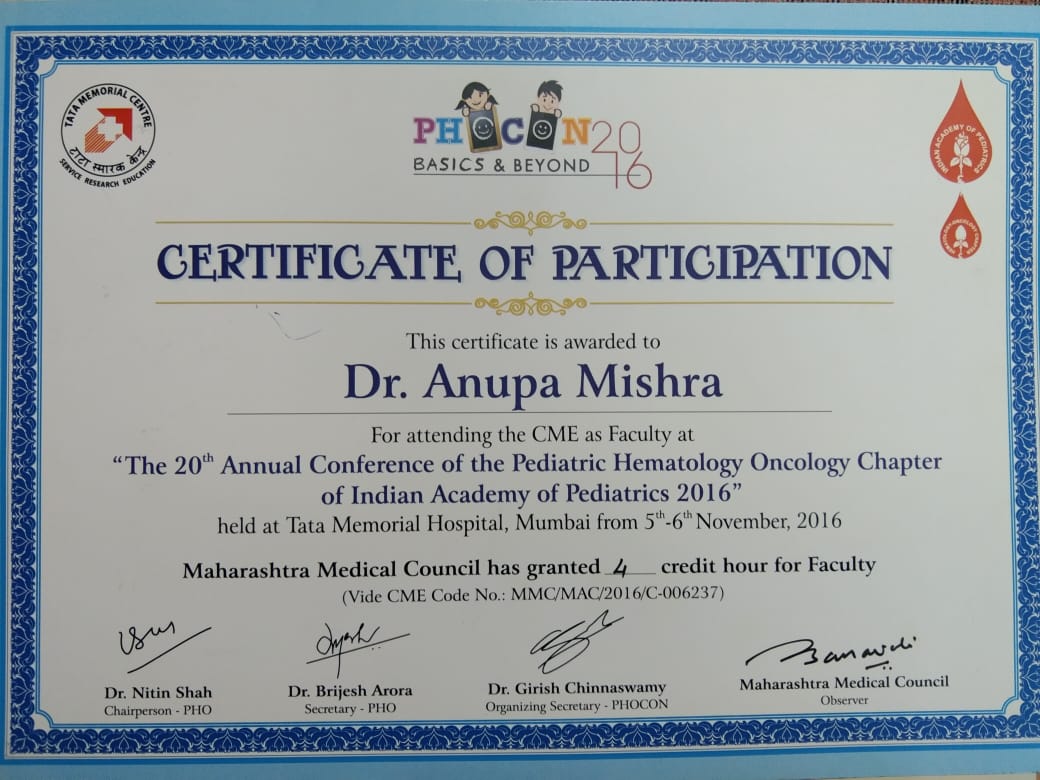 TATA MEMORIAL CENTRE
टाटा स्मारक केंद्र
SERVICE RESEARCH EDUCATION
PHOCON 2016
BASICS & BEYOND
INDIAN ACADEMY OF PEDIATRICS
CERTIFICATE OF PARTICIPATION
This certificate is awarded to
Dr. Anupa Mishra
For attending the CME as Faculty at
“The 20th Annual Conference of the Pediatric Hematology Oncology Chapter
of Indian Academy of Pediatrics 2016”
held at Tata Memorial Hospital, Mumbai from 5th-6th November, 2016
Maharashtra Medical Council has granted 4 credit hour for Faculty
(Vide CME Code No.: MMC/MAC/2016/C-006237)
Dr. Nitin Shah
Chairperson - PHO
Dr. Brijesh Arora
Secretary - PHO
Dr. Girish Chinnaswamy
Organizing Secretary - PHOCON
Maharashtra Medical Council
Observer